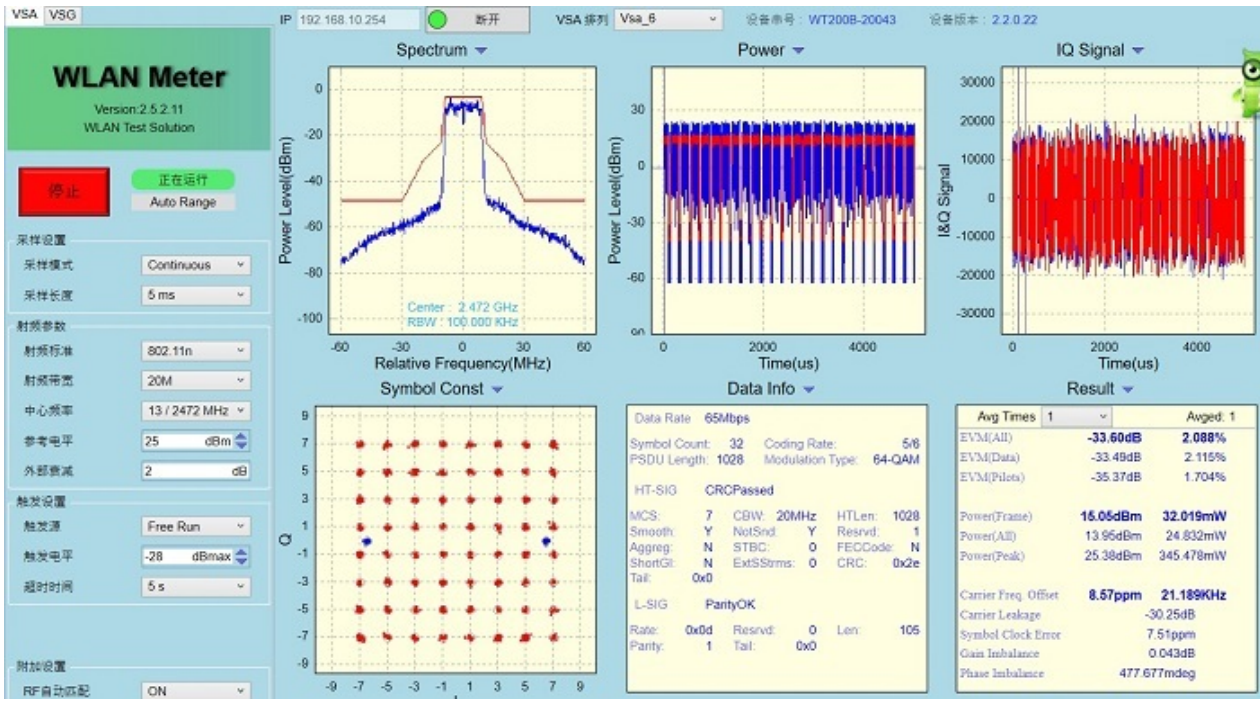 VSA VSG
IP 192.168.10.254 断开 VSA 排列 Vsa_6 设备串号: WT200B-20043 设备版本: 2.2.0.22
WLAN Meter
Version:2.5.2.11
WLAN Test Solution
停止
正在运行
Auto Range
采样设置
采样模式 Continuous
采样长度 5 ms
射频参数
射频标准 802.11n
射频带宽 20M
中心频率 13 / 2472 MHz
参考电平 25 dBm
外部衰减 2 dB
触发设置
触发源 Free Run
触发电平 -28 dBmax
超时时间 5 s
附加设置
RF自动匹配 ON
Spectrum
Power Level(dBm)
0
-20
-40
-60
-80
-100
Center : 2.472 GHz
RBW : 100.000 KHz
-60 -30 0 30 60
Relative Frequency(MHz)
Power
Power Level(dBm)
30
0
-30
-60
0 2000 4000
Time(us)
IQ Signal
I&Q Signal
30000
20000
10000
0
-10000
-20000
-30000
0 2000 4000
Time(us)
Symbol Const
Q
9
7
5
3
1
-1
-3
-5
-7
-9
-9 -7 -5 -3 -1 1 3 5 7 9
Data Info
Data Rate 65Mbps
Symbol Count: 32 Coding Rate: 5/6
PSDU Length: 1028 Modulation Type: 64-QAM
HT-SIG CRCPassed
MCS: 7 CBW: 20MHz HTLen: 1028
Smooth: Y NotSnd: Y Resrvd: 1
Aggreg: N STBC: 0 FECCode: N
ShortGI: N ExtSStrms: 0 CRC: 0x2e
Tail: 0x0
L-SIG ParityOK
Rate: 0x0d Resrvd: 0 Len: 105
Parity: 1 Tail: 0x0
Result
Avg Times 1 Avged: 1
EVM(All) -33.60dB 2.088%
EVM(Data) -33.49dB 2.115%
EVM(Pilots) -35.37dB 1.704%
Power(Frame) 15.05dBm 32.019mW
Power(All) 13.95dBm 24.832mW
Power(Peak) 25.38dBm 345.478mW
Carrier Freq. Offset 8.57ppm 21.189KHz
Carrier Leakage -30.25dB
Symbol Clock Error 7.51ppm
Gain Imbalance 0.043dB
Phase Imbalance 477.677mdeg